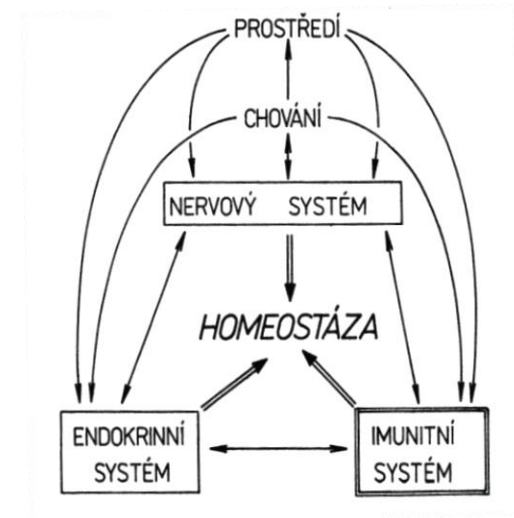 PROSTŘEDÍ
CHOVÁNÍ
NERVOVÝ SYSTÉM
HOMEOSTÁZA
ENDOKRINNÍ
SYSTÉM
IMUNITNÍ
SYSTÉM